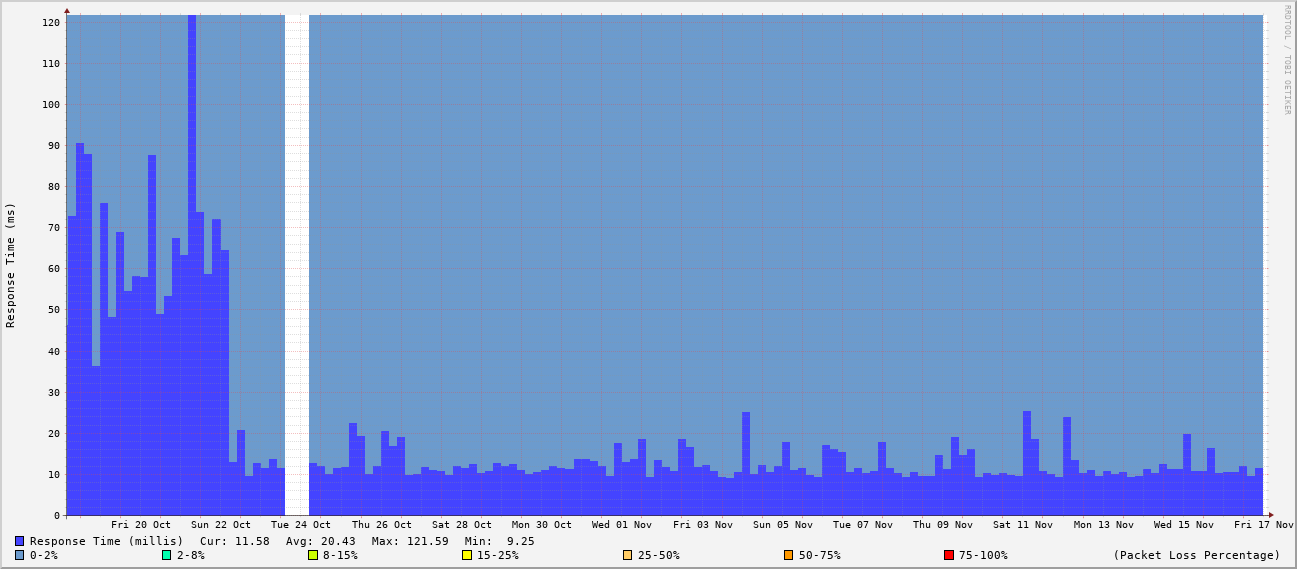 RRDTOOL / TOBI OETIKER
Response Time (ms)
120
110
100
90
80
70
60
50
40
30
20
10
0
Fri 20 Oct Sun 22 Oct Tue 24 Oct Thu 26 Oct Sat 28 Oct Mon 30 Oct Wed 01 Nov Fri 03 Nov Sun 05 Nov Tue 07 Nov Thu 09 Nov Sat 11 Nov Mon 13 Nov Wed 15 Nov Fri 17 Nov
Response Time (millis) Cur: 11.58 Avg: 20.43 Max: 121.59 Min: 9.25
0-2% 2-8% 8-15% 15-25% 25-50% 50-75% 75-100% (Packet Loss Percentage)